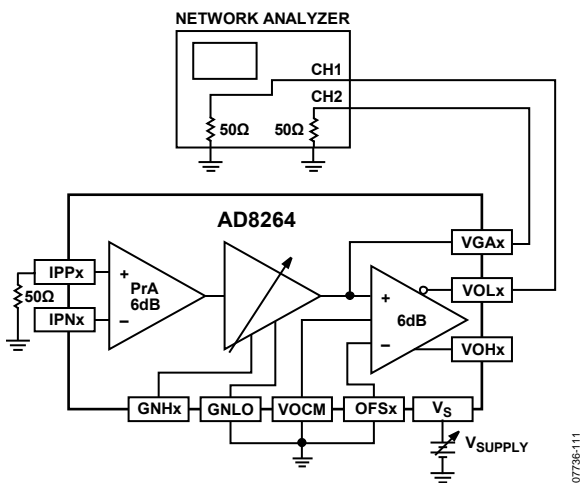 NETWORK ANALYZER
CH1
CH2
50Ω
50Ω
AD8264
VGAx
IPPx
+
PrA
6dB
−
+
6dB
−
VOLx
50Ω
IPNx
VOHx
GNHx
GNLO
VOCM
OFSx
VS
VSUPPLY
07736-111